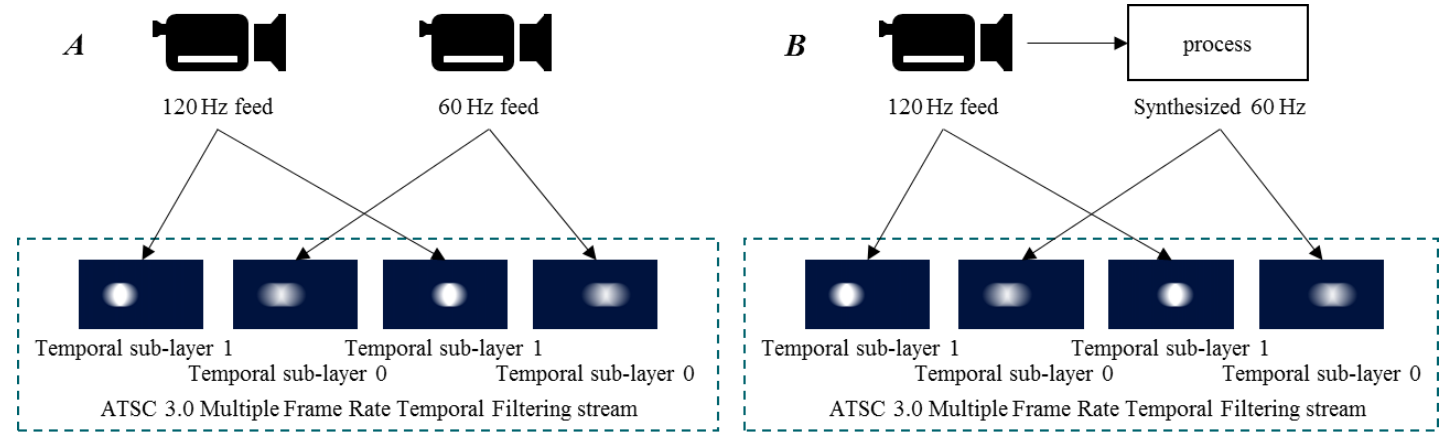 A
120 Hz feed
60 Hz feed
Temporal sub-layer 1
Temporal sub-layer 0
Temporal sub-layer 1
Temporal sub-layer 0
ATSC 3.0 Multiple Frame Rate Temporal Filtering stream
B
process
120 Hz feed
Synthesized 60 Hz
Temporal sub-layer 1
Temporal sub-layer 0
Temporal sub-layer 1
Temporal sub-layer 0
ATSC 3.0 Multiple Frame Rate Temporal Filtering stream